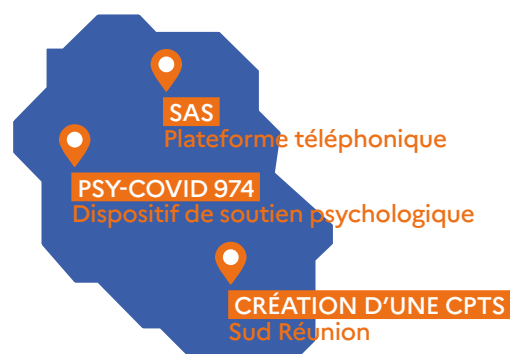 SAS
Plateforme téléphonique
PSY-COVID 974
Dispositif de soutien psychologique
CRÉATION D’UNE CPTS
Sud Réunion